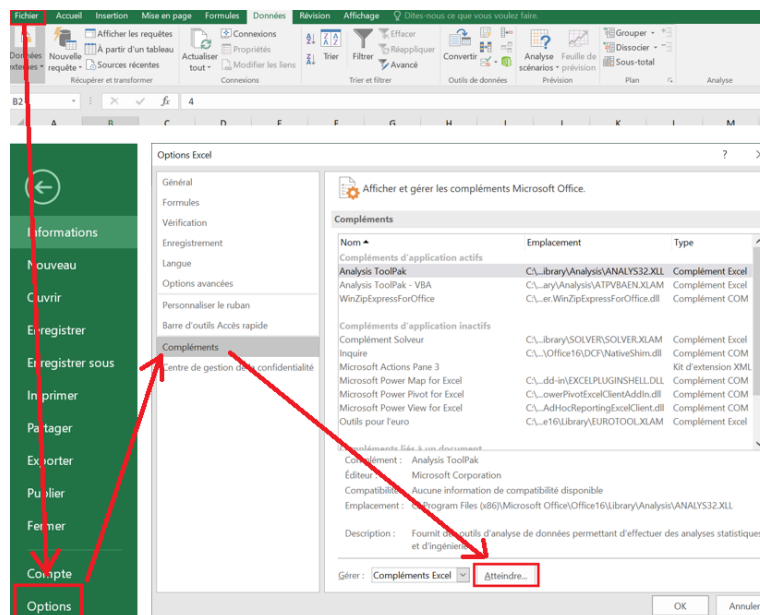 Fichier Accueil Insertion Mise en page Formules Données Révision Affichage Dites-nous ce que vous voulez faire.
Données externes Nouvelle requête Afficher les requêtes À partir d'un tableau Sources récentes Actualiser tout Connexions Propriétés Modifier les liens Trier Filtrer Effacer Réappliquer Avancé Convertir Analyse scénarios Feuille de prévision Grouper Dissocier Sous-total
Récupérer et transformer Connexions Trier et filtrer Outils de données Prévision Plan Analyse
B2 fx 4
A B C D E F G H I J K L M
Options Excel ?
Informations
Nouveau
Ouvrir
Enregistrer
Enregistrer sous
Imprimer
Partager
Exporter
Publier
Fermer
Compte
Options
Général
Formules
Vérification
Enregistrement
Langue
Options avancées
Personnaliser le ruban
Barre d'outils Accès rapide
Compléments
Centre de gestion de la confidentialité
Afficher et gérer les compléments Microsoft Office.
Compléments
Nom Emplacement Type
Compléments d'application actifs
Analysis ToolPak C:\...ibrary\Analysis\ANALYS32.XLL Complément Excel
Analysis ToolPak - VBA C:\...ary\Analysis\ATPVBAEN.XLAM Complément Excel
WinZipExpressForOffice C:\...er.WinZipExpressForOffice.dll Complément COM
Compléments d'application inactifs
Complément Solveur C:\...ibrary\SOLVER\SOLVER.XLAM Complément Excel
Inquire C:\...\Office16\DCF\NativeShim.dll Complément COM
Microsoft Actions Pane 3 Kit d'extension XML
Microsoft Power Map for Excel C:\...dd-in\EXCELPLUGINSHELL.DLL Complément COM
Microsoft Power Pivot for Excel C:\...owerPivotExcelClientAddIn.dll Complément COM
Microsoft Power View for Excel C:\...AdHocReportingExcelClient.dll Complément COM
Outils pour l'euro C:\...e16\Library\EUROTOOL.XLAM Complément Excel
Compléments liés à un document
Complément : Analysis ToolPak
Éditeur : Microsoft Corporation
Compatibilité : Aucune information de compatibilité disponible
Emplacement : C:\Program Files (x86)\Microsoft Office\Office16\Library\Analysis\ANALYS32.XLL
Description : Fournit des outils d'analyse de données permettant d'effectuer des analyses statistiques
et d'ingénierie
Gérer : Compléments Excel Atteindre...
OK Annuler